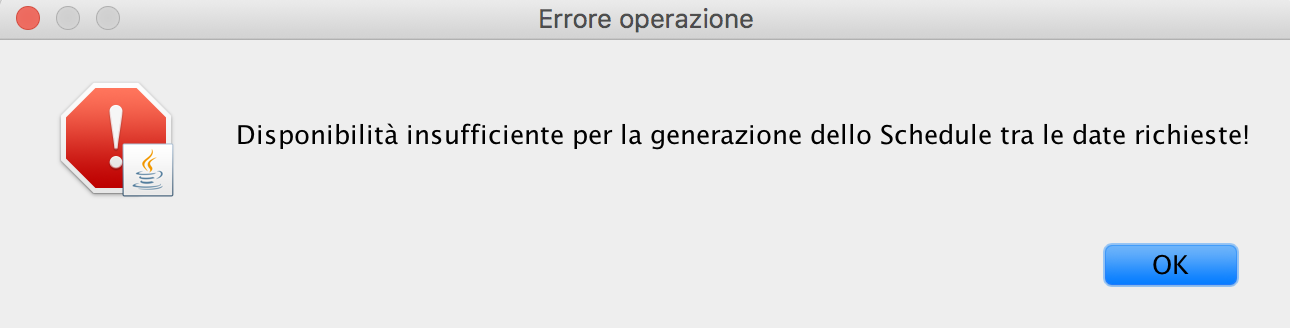 Errore operazione
Disponibilità insufficiente per la generazione dello Schedule tra le date richieste!
OK